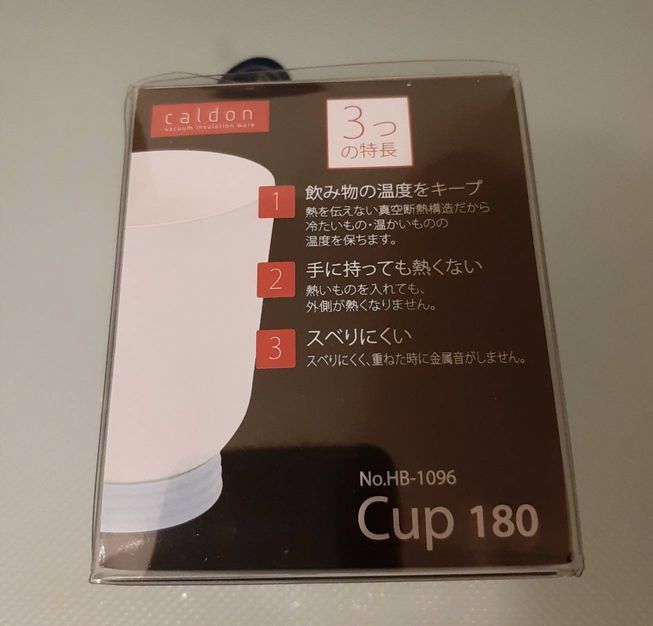 caldon
vacuum insulation ware
3つ
の特長
1
飲み物の温度をキープ
熱を伝えない真空断熱構造だから
冷たいもの・温かいものの
温度を保ちます。
2
手に持っても熱くない
熱いものを入れても、
外側が熱くなりません。
3
スベりにくい
スベりにくく、重ねた時に金属音がしません。
No.HB-1096
Cup 180